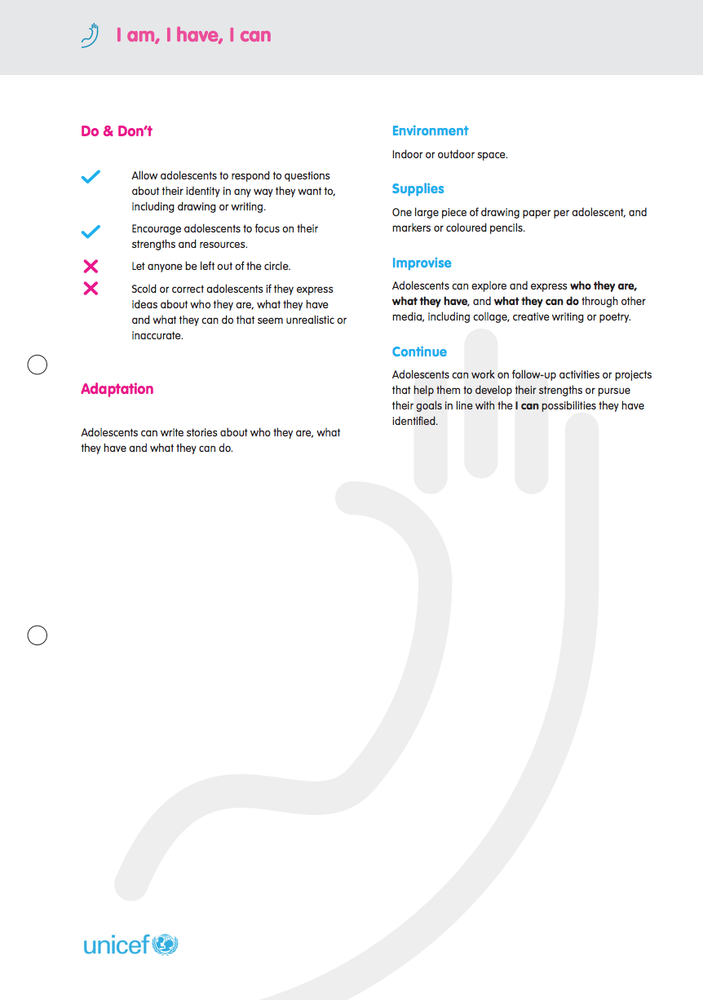 I am, I have, I can
Do & Don't
Allow adolescents to respond to questions
about their identity in any way they want to,
including drawing or writing.
Encourage adolescents to focus on their
strengths and resources.
Let anyone be left out of the circle.
Scold or correct adolescents if they express
ideas about who they are, what they have
and what they can do that seem unrealistic or
inaccurate.
Adaptation
Adolescents can write stories about who they are, what
they have and what they can do.
Environment
Indoor or outdoor space.
Supplies
One large piece of drawing paper per adolescent, and
markers or coloured pencils.
Improvise
Adolescents can explore and express who they are,
what they have, and what they can do through other
media, including collage, creative writing or poetry.
Continue
Adolescents can work on follow-up activities or projects
that help them to develop their strengths or pursue
their goals in line with the I can possibilities they have
identified.
unicef